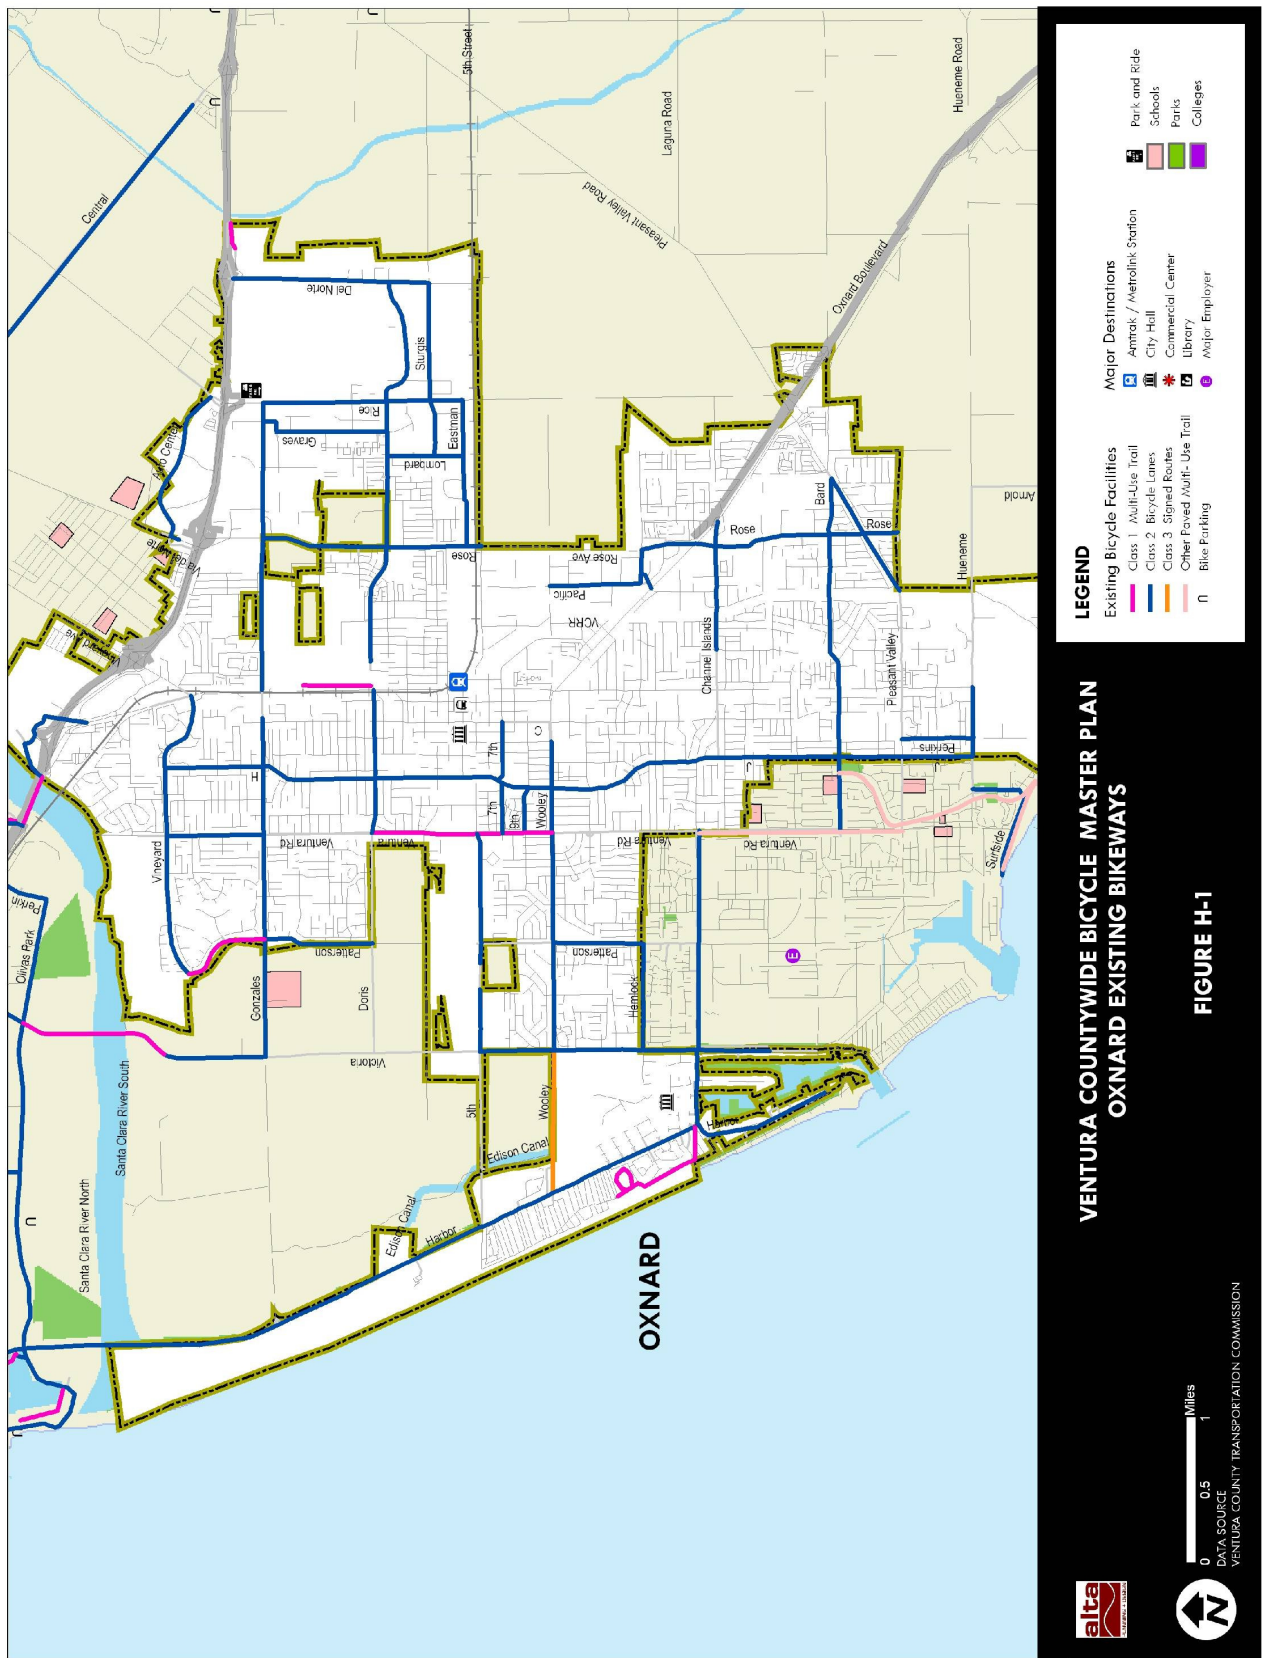 Central
5th Street
Laguna Road
Hueneme Road
Pleasant Valley Road
Oxnard Boulevard
Del Norte
Sturgis
Rice
Graves
Eastman
Lombard
Auto Center
Rose
Rose Ave
Rose
Rose
Bard
Arnold
Hueneme
Vineyard Ave
Pacific
VCRR
Channel Islands
Pleasant Valley
Perkins
H
7th
C
J
J
7th
9th
Wooley
Vineyard
Ventura Rd
Ventura
Ventura Rd
Ventura Rd
Surfside
Perkin
Olivas Park
Patterson
Patterson
Gonzales
Doris
Hemlock
E
Victoria
Santa Clara River South
5th
Wooley
Harbor
Edison Canal
Edison Canal
Harbor
Santa Clara River North
OXNARD
LEGEND
Existing Bicycle Facilities
Class 1 Multi-Use Trail
Class 2 Bicycle Lanes
Class 3 Signed Routes
Other Paved Multi- Use Trail
Bike Parking
Major Destinations
Amtrak / Metrolink Station
City Hall
Commercial Center
Library
E Major Employer
Park and Ride
Schools
Parks
Colleges
VENTURA COUNTYWIDE BICYCLE MASTER PLAN
OXNARD EXISTING BIKEWAYS
FIGURE H-1
alta
N
Miles
0 0.5 1
DATA SOURCE
VENTURA COUNTY TRANSPORTATION COMMISSION